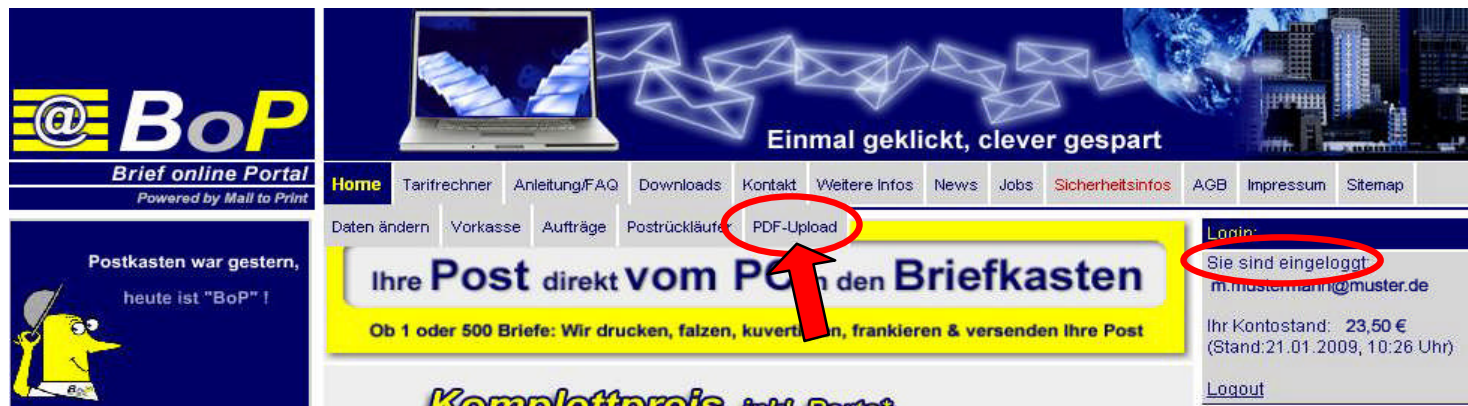 @ BoP
Brief online Portal
Powered by Mail to Print
Postkasten war gestern,
heute ist "BoP" !
BoP
Einmal geklickt, clever gespart
Home Tarifrechner Anleitung/FAQ Downloads Kontakt Weitere Infos News Jobs Sicherheitsinfos AGB Impressum Sitemap
Daten ändern Vorkasse Aufträge Postrückläufer PDF-Upload
Ihre Post direkt vom PC den Briefkasten
Ob 1 oder 500 Briefe: Wir drucken, falzen, frankieren & versenden Ihre Post
Komplettpreis inkl. Porto*
Login:
Sie sind eingeloggt:
m.mustermann@muster.de
Ihr Kontostand: 23,50 €
(Stand:21.01.2009, 10:26 Uhr)
Logout